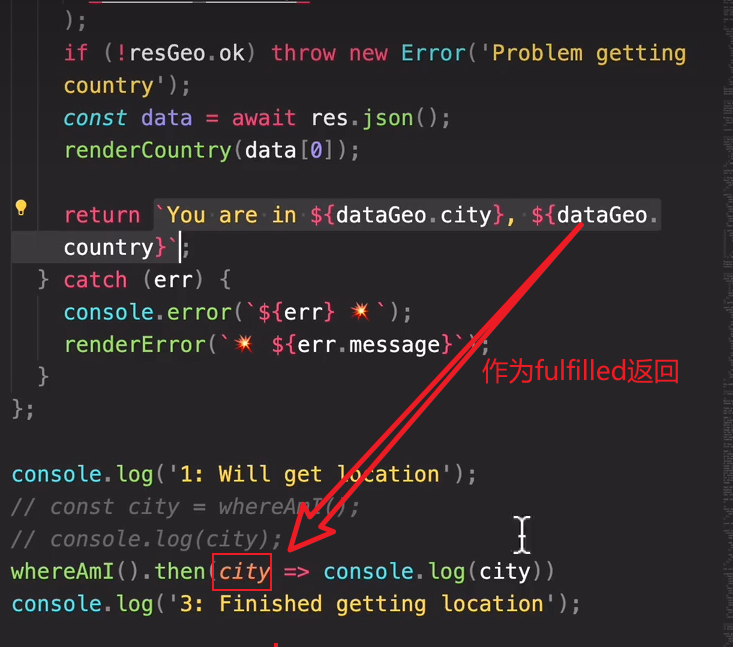 );
if (!resGeo.ok) throw new Error('Problem getting
country');
const data = await res.json();
renderCountry(data[0]);
return `You are in ${dataGeo.city}, ${dataGeo.
country}`;
} catch (err) {
console.error(`${err} 💥`);
renderError(`💥 ${err.message}`);
作为fulfilled返回
}
};
console.log('1: Will get location');
// const city = whereAmI();
// console.log(city);
whereAmI().then(city => console.log(city))
console.log('3: Finished getting location');